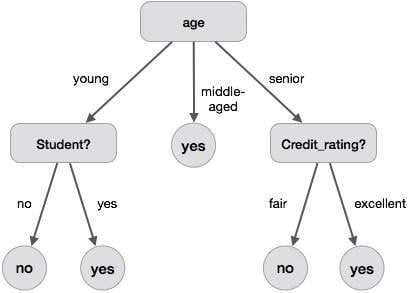 age
young
middle-
aged
senior
Student?
yes
Credit_rating?
no
yes
fair
excellent
no
yes
no
yes